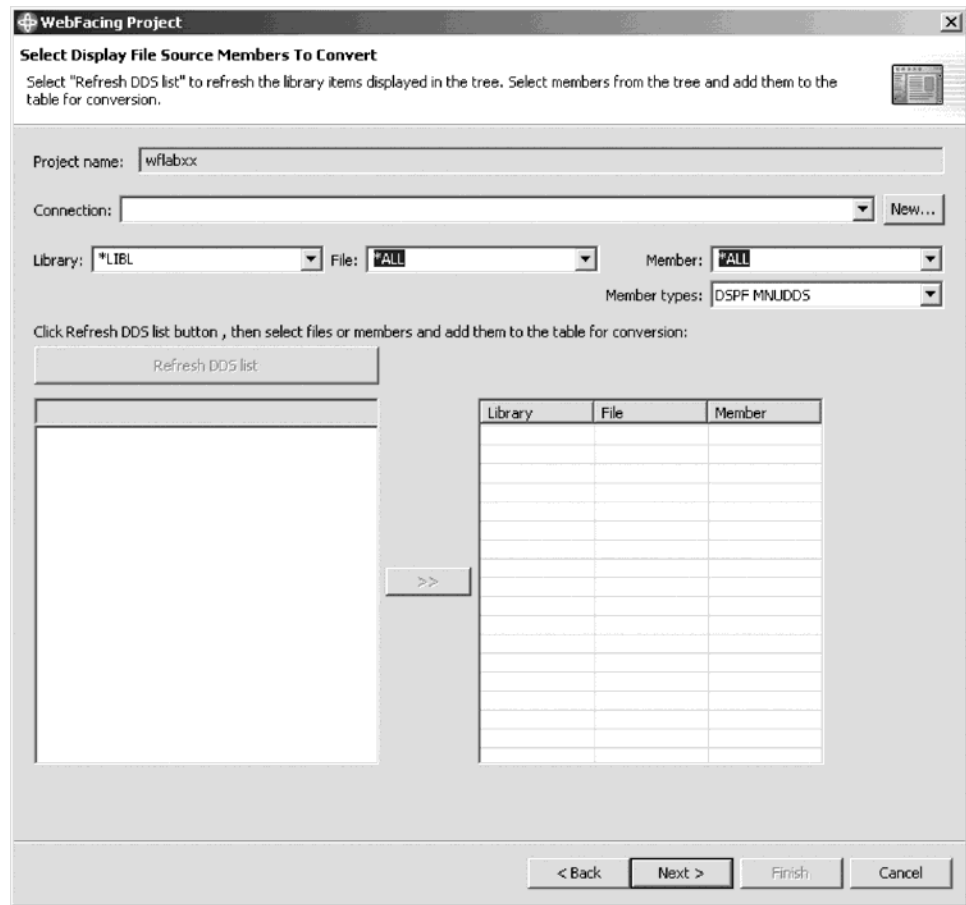 WebFacing Project
Select Display File Source Members To Convert
Select "Refresh DDS list" to refresh the library items displayed in the tree. Select members from the tree and add them to the
table for conversion.
Project name: wflabxx
Connection: New...
Library: *LIBL File: *ALL Member: *ALL
Member types: DSPF MNUDDS
Click Refresh DDS list button , then select files or members and add them to the table for conversion:
Refresh DDS list
Library File Member
>>
< Back Next > Finish Cancel